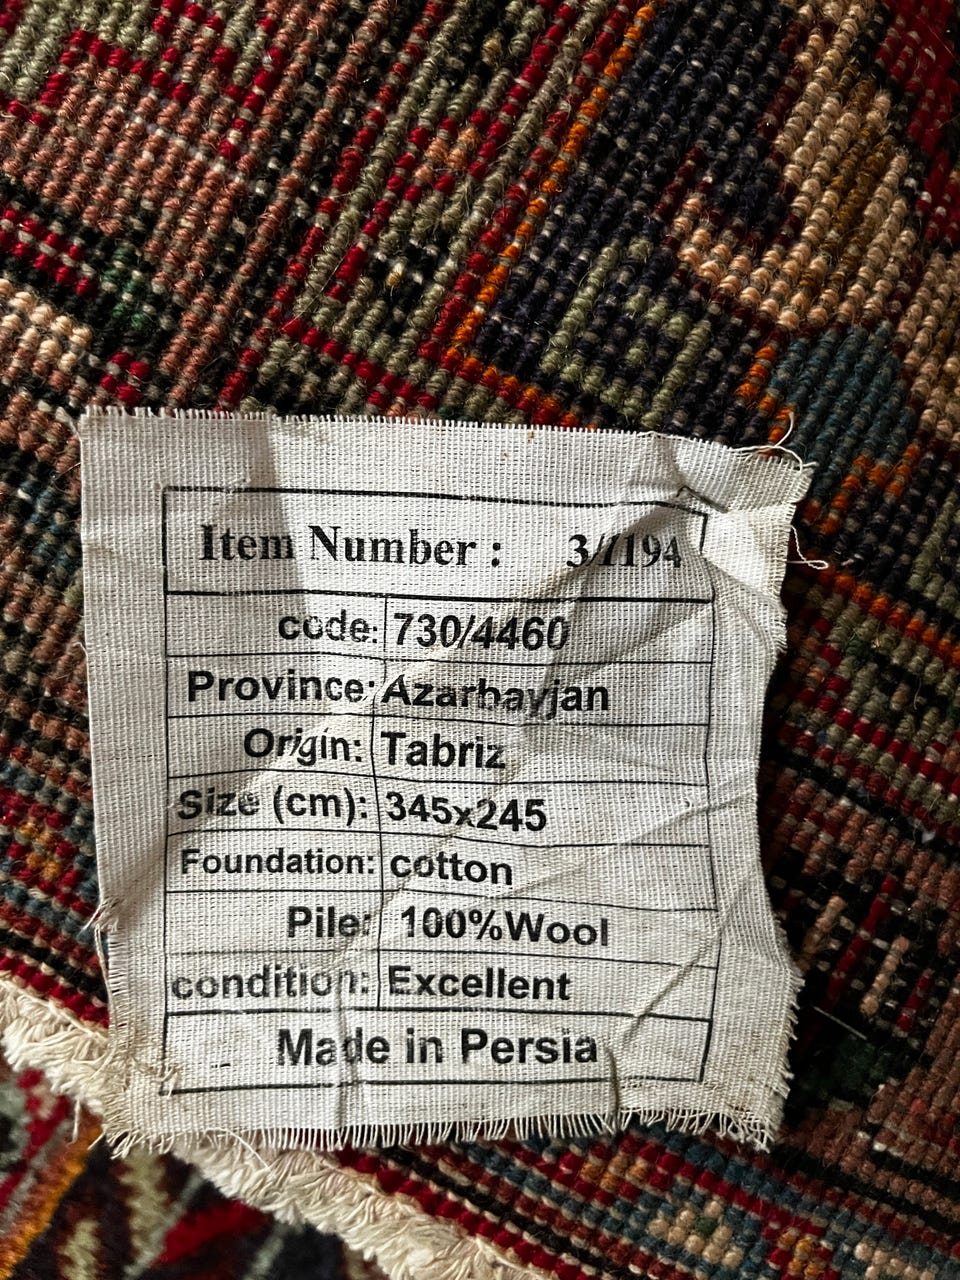 Item Number : 3/1194
code: 730/4460
Province: Azarbayjan
Origin: Tabriz
Size (cm): 345x245
Foundation: cotton
Pile: 100%Wool
condition: Excellent
Made in Persia